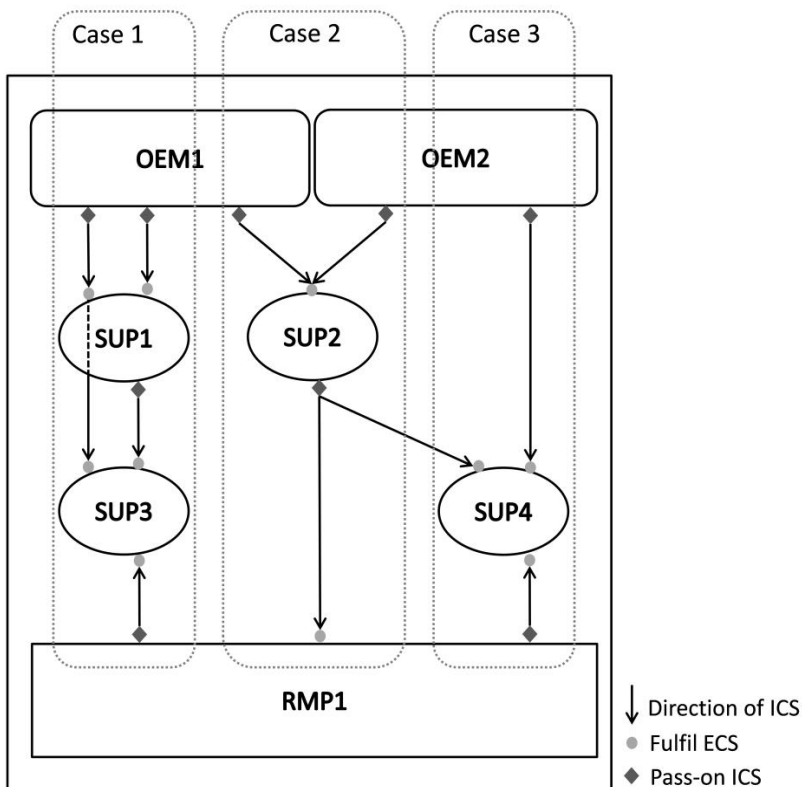 Case 1
Case 2
Case 3
OEM1
OEM2
SUP1
SUP2
SUP3
SUP4
RMP1
Direction of ICS
Fulfil ECS
Pass-on ICS